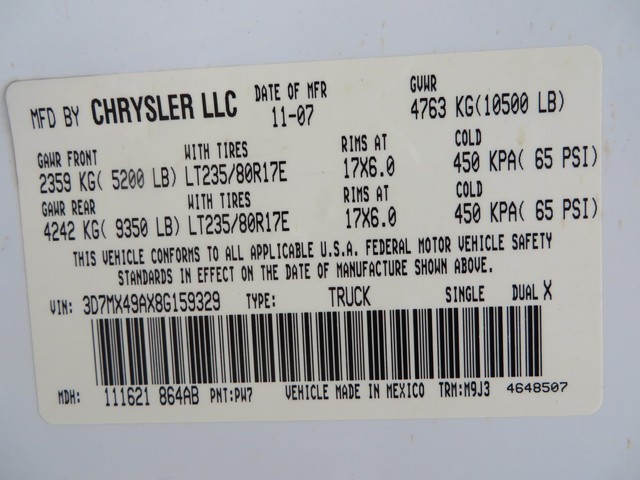 MFD BY CHRYSLER LLC DATE OF MFR 11-07 GVWR 4763 KG(10500 LB)
GAWR FRONT WITH TIRES RIMS AT COLD
2359 KG( 5200 LB) LT235/80R17E 17X6.0 450 KPA( 65 PSI)
GAWR REAR WITH TIRES RIMS AT COLD
4242 KG( 9350 LB) LT235/80R17E 17X6.0 450 KPA( 65 PSI)
THIS VEHICLE CONFORMS TO ALL APPLICABLE U.S.A. FEDERAL MOTOR VEHICLE SAFETY
STANDARDS IN EFFECT ON THE DATE OF MANUFACTURE SHOWN ABOVE.
VIN: 3D7MX49AX8G159329 TYPE: TRUCK SINGLE DUAL X
MDH: 111621 864AB PNT:PW7 VEHICLE MADE IN MEXICO TRM:M9J3 4648507